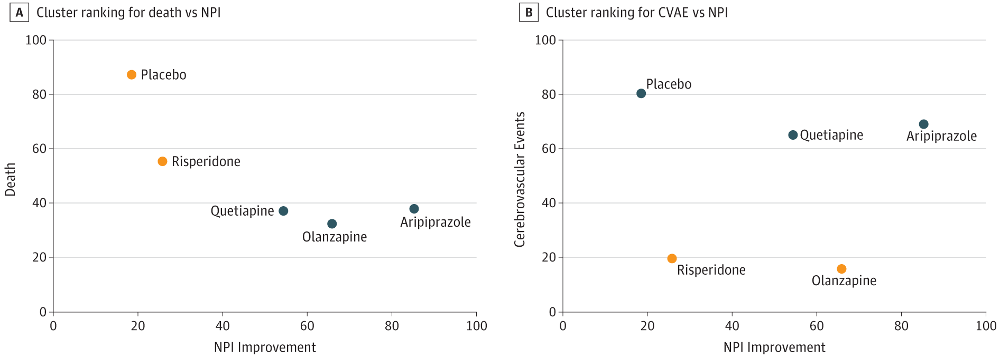 A Cluster ranking for death vs NPI
100
80
60
40
20
0
Death
Placebo
Risperidone
Quetiapine
Olanzapine
Aripiprazole
0 20 40 60 80 100
NPI Improvement
B Cluster ranking for CVAE vs NPI
100
80
60
40
20
0
Cerebrovascular Events
Placebo
Quetiapine
Aripiprazole
Risperidone
Olanzapine
0 20 40 60 80 100
NPI Improvement